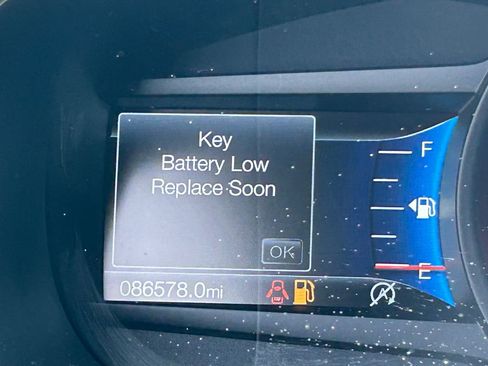 Key
Battery Low
Replace Soon
OK
F
E
086578.0mi
A